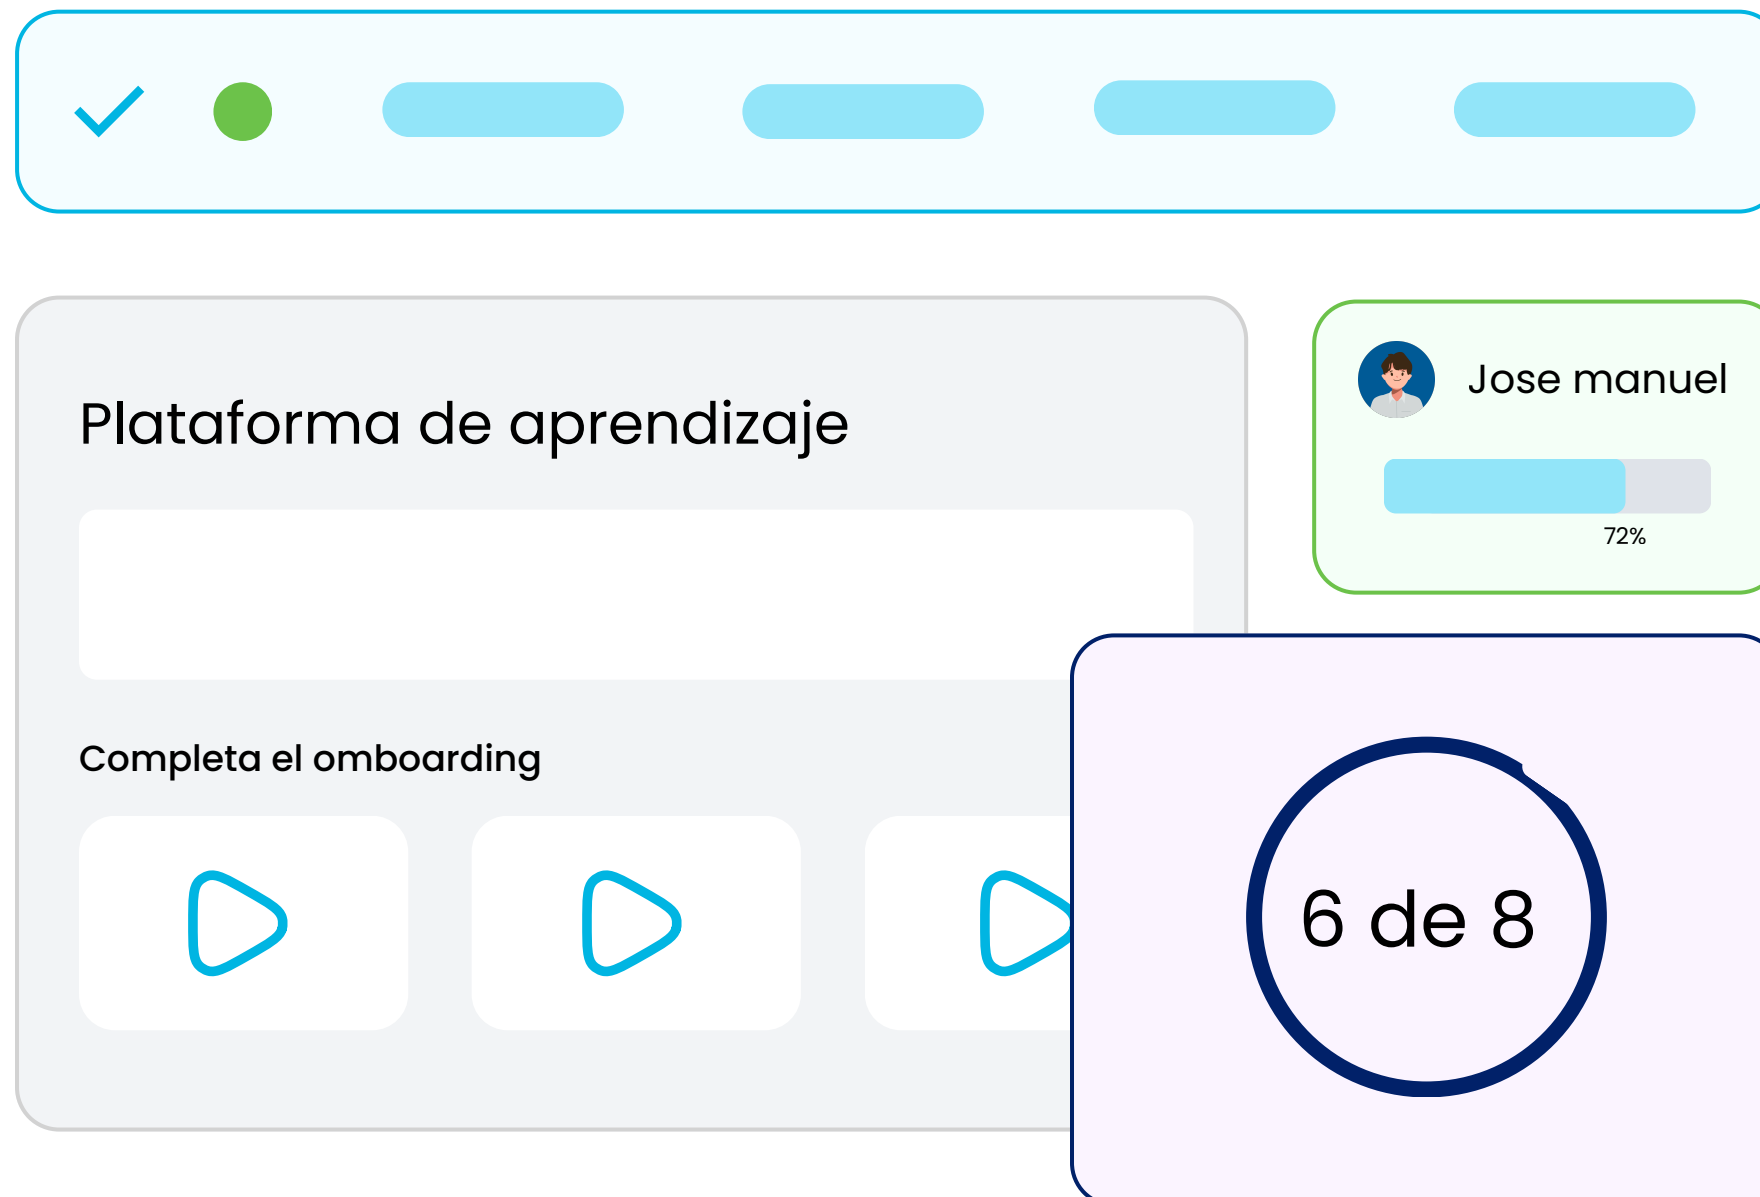 Plataforma de aprendizaje
Jose manuel
72%
Completa el omboarding
6 de 8